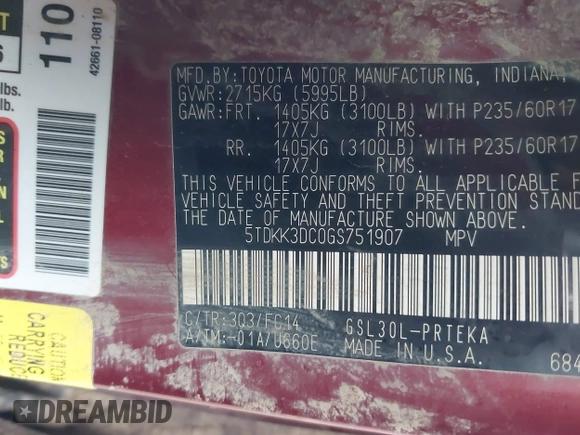 110
42661-08110
lbs.
lb.
MFD. BY: TOYOTA MOTOR MANUFACTURING, INDIANA,
GVWR: 2715KG (5995LB)
GAWR: FRT. 1405KG (3100LB) WITH P235/60R17
17X7J RIMS.
RR. 1405KG (3100LB) WITH P235/60R17
17X7J RIMS.
THIS VEHICLE CONFORMS TO ALL APPLICABLE
VEHICLE SAFETY AND THEFT PREVENTION STAND
THE DATE OF MANUFACTURE SHOWN ABOVE.
5TDKK3DC0GS751907 MPV
C/TR: 3Q3/FC14 GSL30L-PRTEKA
A/TM: -01A/U660E MADE IN U.S.A.
684
CAUTION
CARRYING
REDUC
DREAMBID